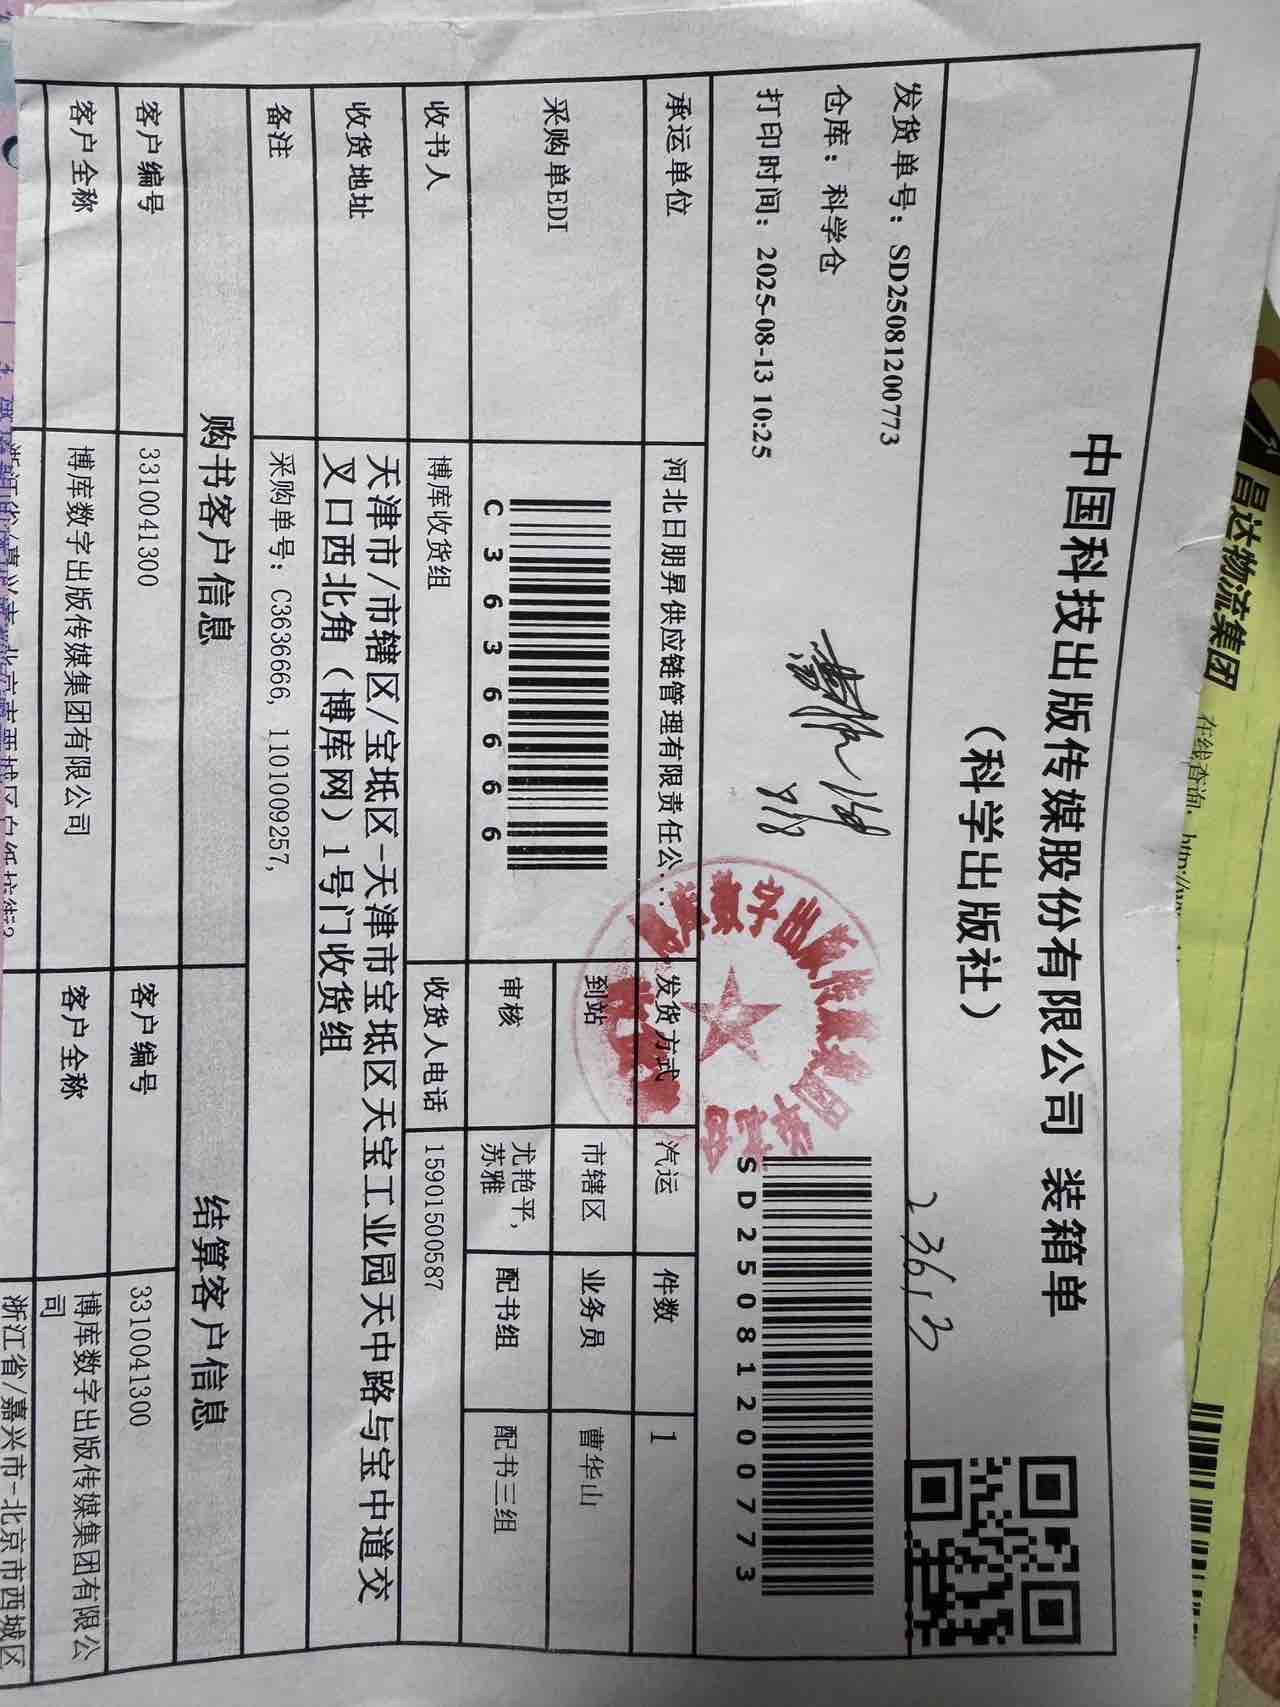 中国科技出版传媒股份有限公司 装箱单
（科学出版社）
2361.3
发货单号：SD25081200773
仓库：科学仓
打印时间：2025-08-13 10:25
SD25081200773
承运单位 河北日朋昇供应链管理有限责任公... 发货方式 汽运 件数 1
采购单EDI C3636666 到站 市辖区 业务员 曹华山
审核 尤艳平，苏雅 配书组 配书三组
收书人 博库收货组 收货人电话 15901500587
收货地址 天津市/市辖区/宝坻区-天津市宝坻区天宝工业园天中路与宝中道交
叉口西北角（博库网）1号门收货组
备注 采购单号：C3636666, 1101009257,
购书客户信息 结算客户信息
客户编号 3310041300 客户编号 3310041300
客户全称 博库数字出版传媒集团有限公司 客户全称 博库数字出版传媒集团有限公
司
浙江省/嘉兴市-北京市西城区
昌达物流集团
在线查询：http://